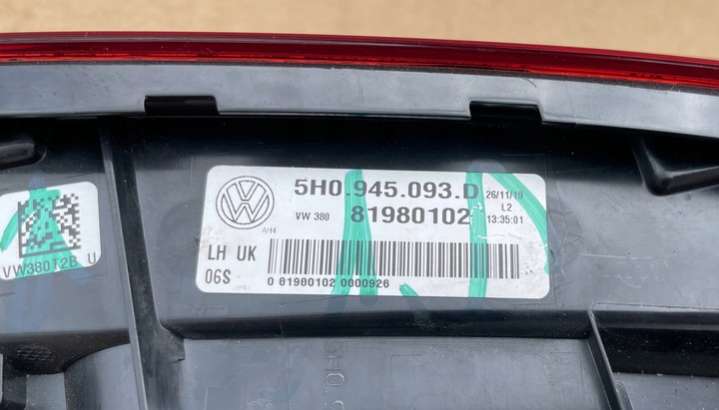 5H0.945.093.D
26/11/19
VW 380
81980102
L2
13:35:01
LH UK
06S
0 81980102 0000926
VW380T2B U